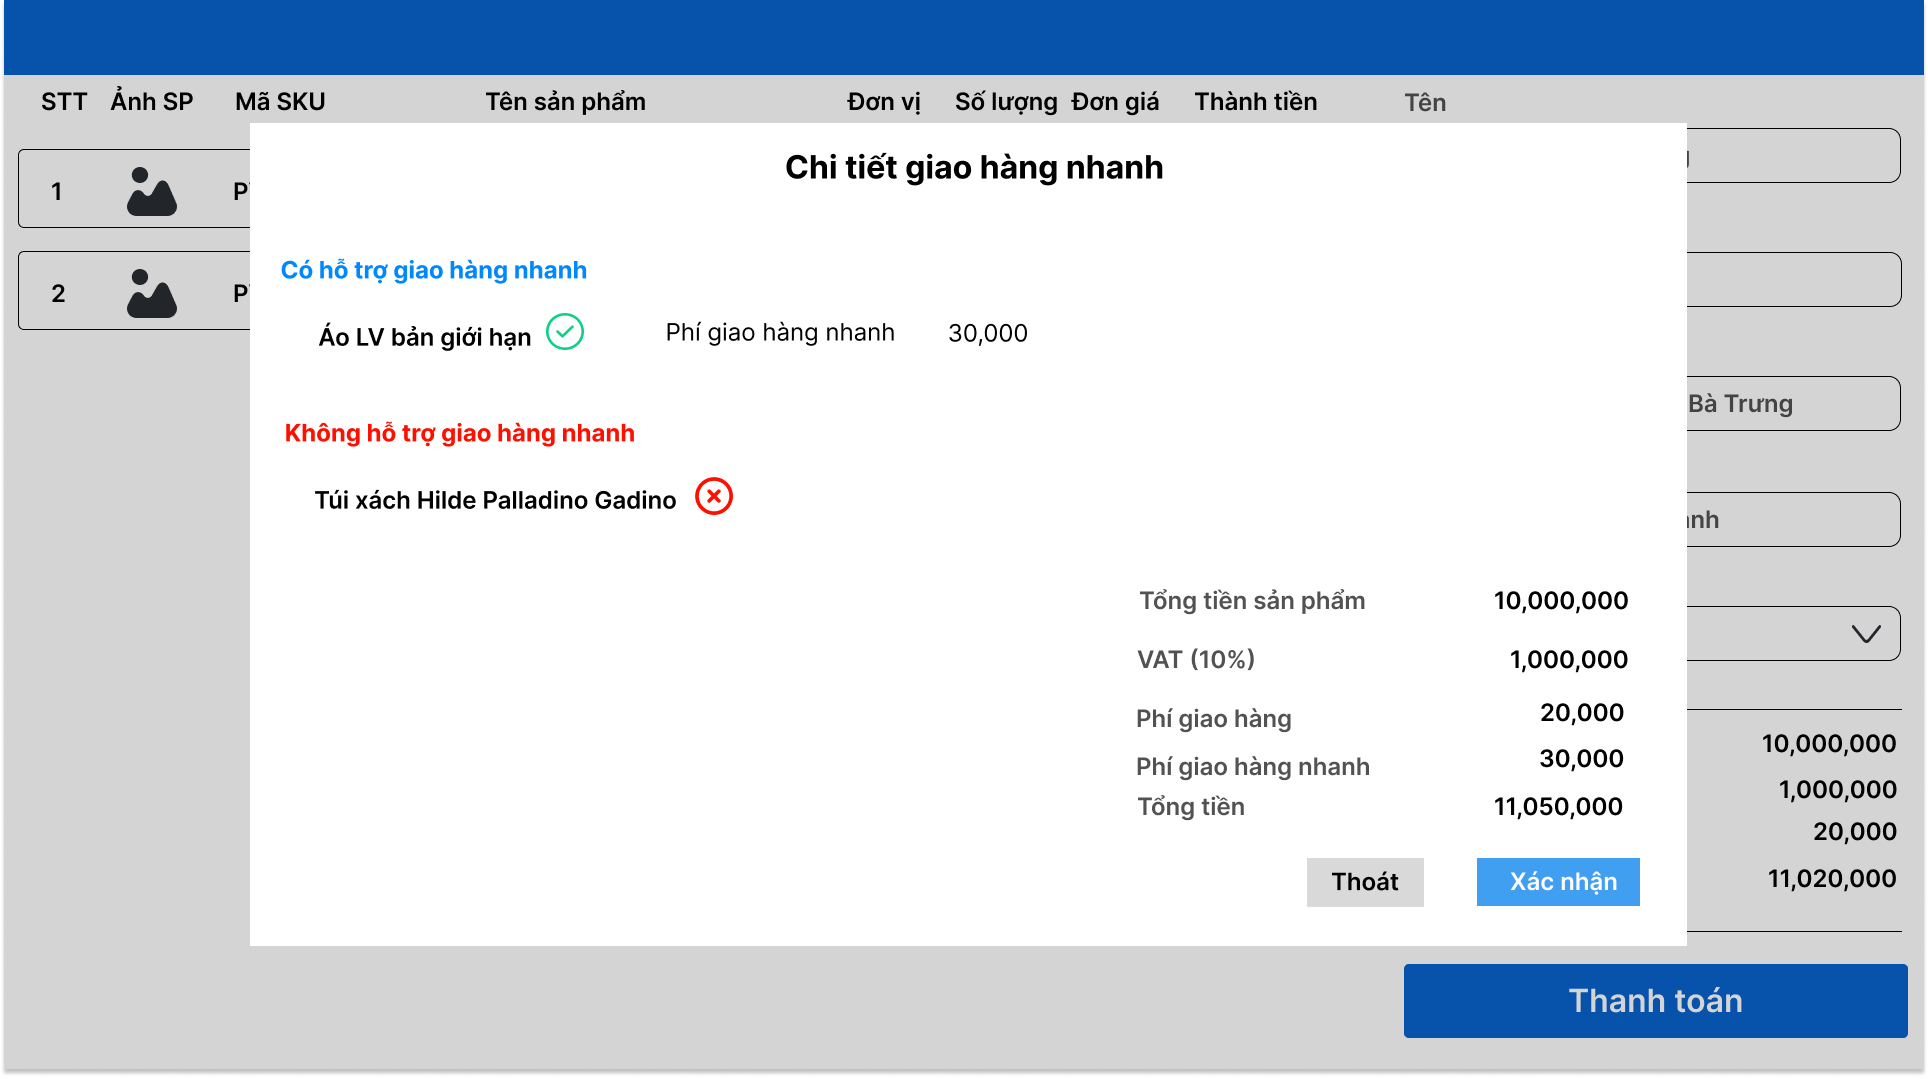 STT Ảnh SP Mã SKU Tên sản phẩm Đơn vị Số lượng Đơn giá Thành tiền Tên
Chi tiết giao hàng nhanh
1
2
Có hỗ trợ giao hàng nhanh
Áo LV bản giới hạn Phí giao hàng nhanh 30,000
Bà Trưng
Không hỗ trợ giao hàng nhanh
Túi xách Hilde Palladino Gadino
Tổng tiền sản phẩm 10,000,000
VAT (10%) 1,000,000
Phí giao hàng 20,000
Phí giao hàng nhanh 30,000
Tổng tiền 11,050,000
Thoát Xác nhận
10,000,000
1,000,000
20,000
11,020,000
Thanh toán